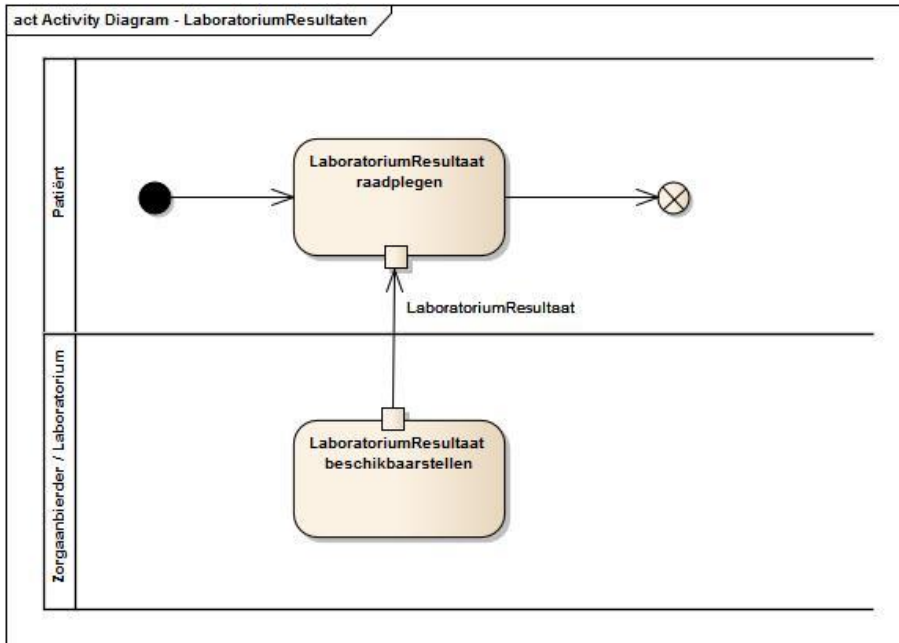 act Activity Diagram - LaboratoriumResultaten
Patiënt
LaboratoriumResultaat
raadplegen
LaboratoriumResultaat
Zorgaanbierder / Laboratorium
LaboratoriumResultaat
beschikbaarstellen